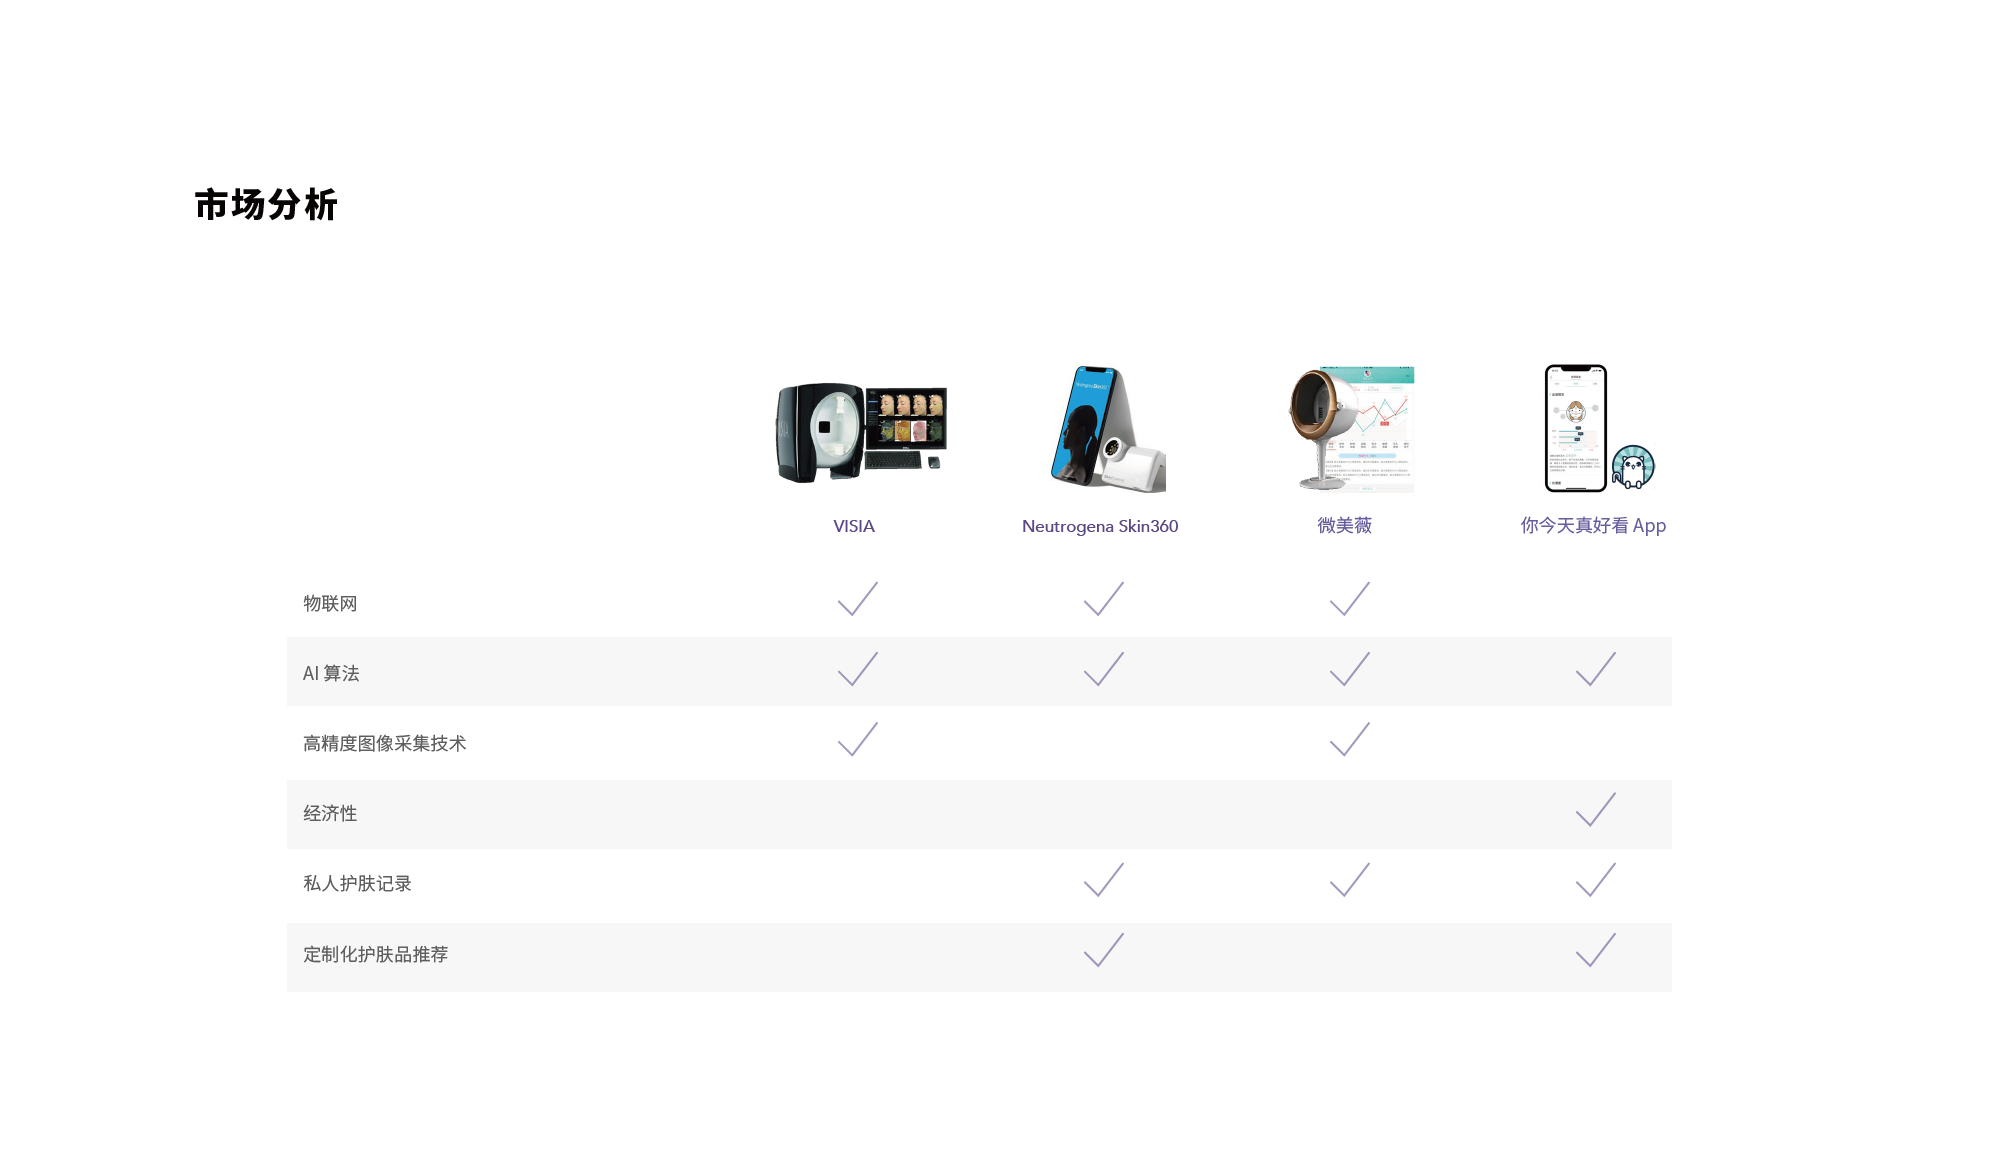 市场分析
VISIA
Neutrogena Skin360
微美薇
你今天真好看 App
物联网
AI 算法
高精度图像采集技术
经济性
私人护肤记录
定制化护肤品推荐